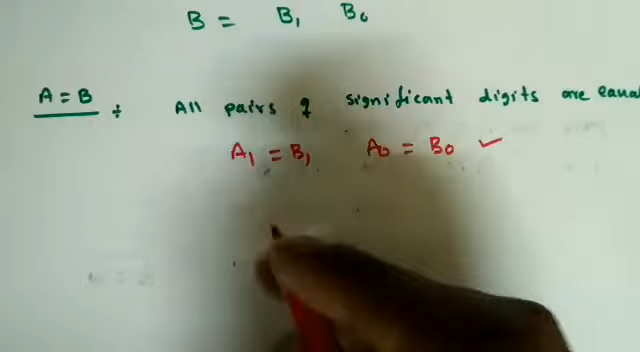 B = B₁ B₀
A = B : All pairs of significant digits are equal
A₁ = B₁ A₀ = B₀ ✓